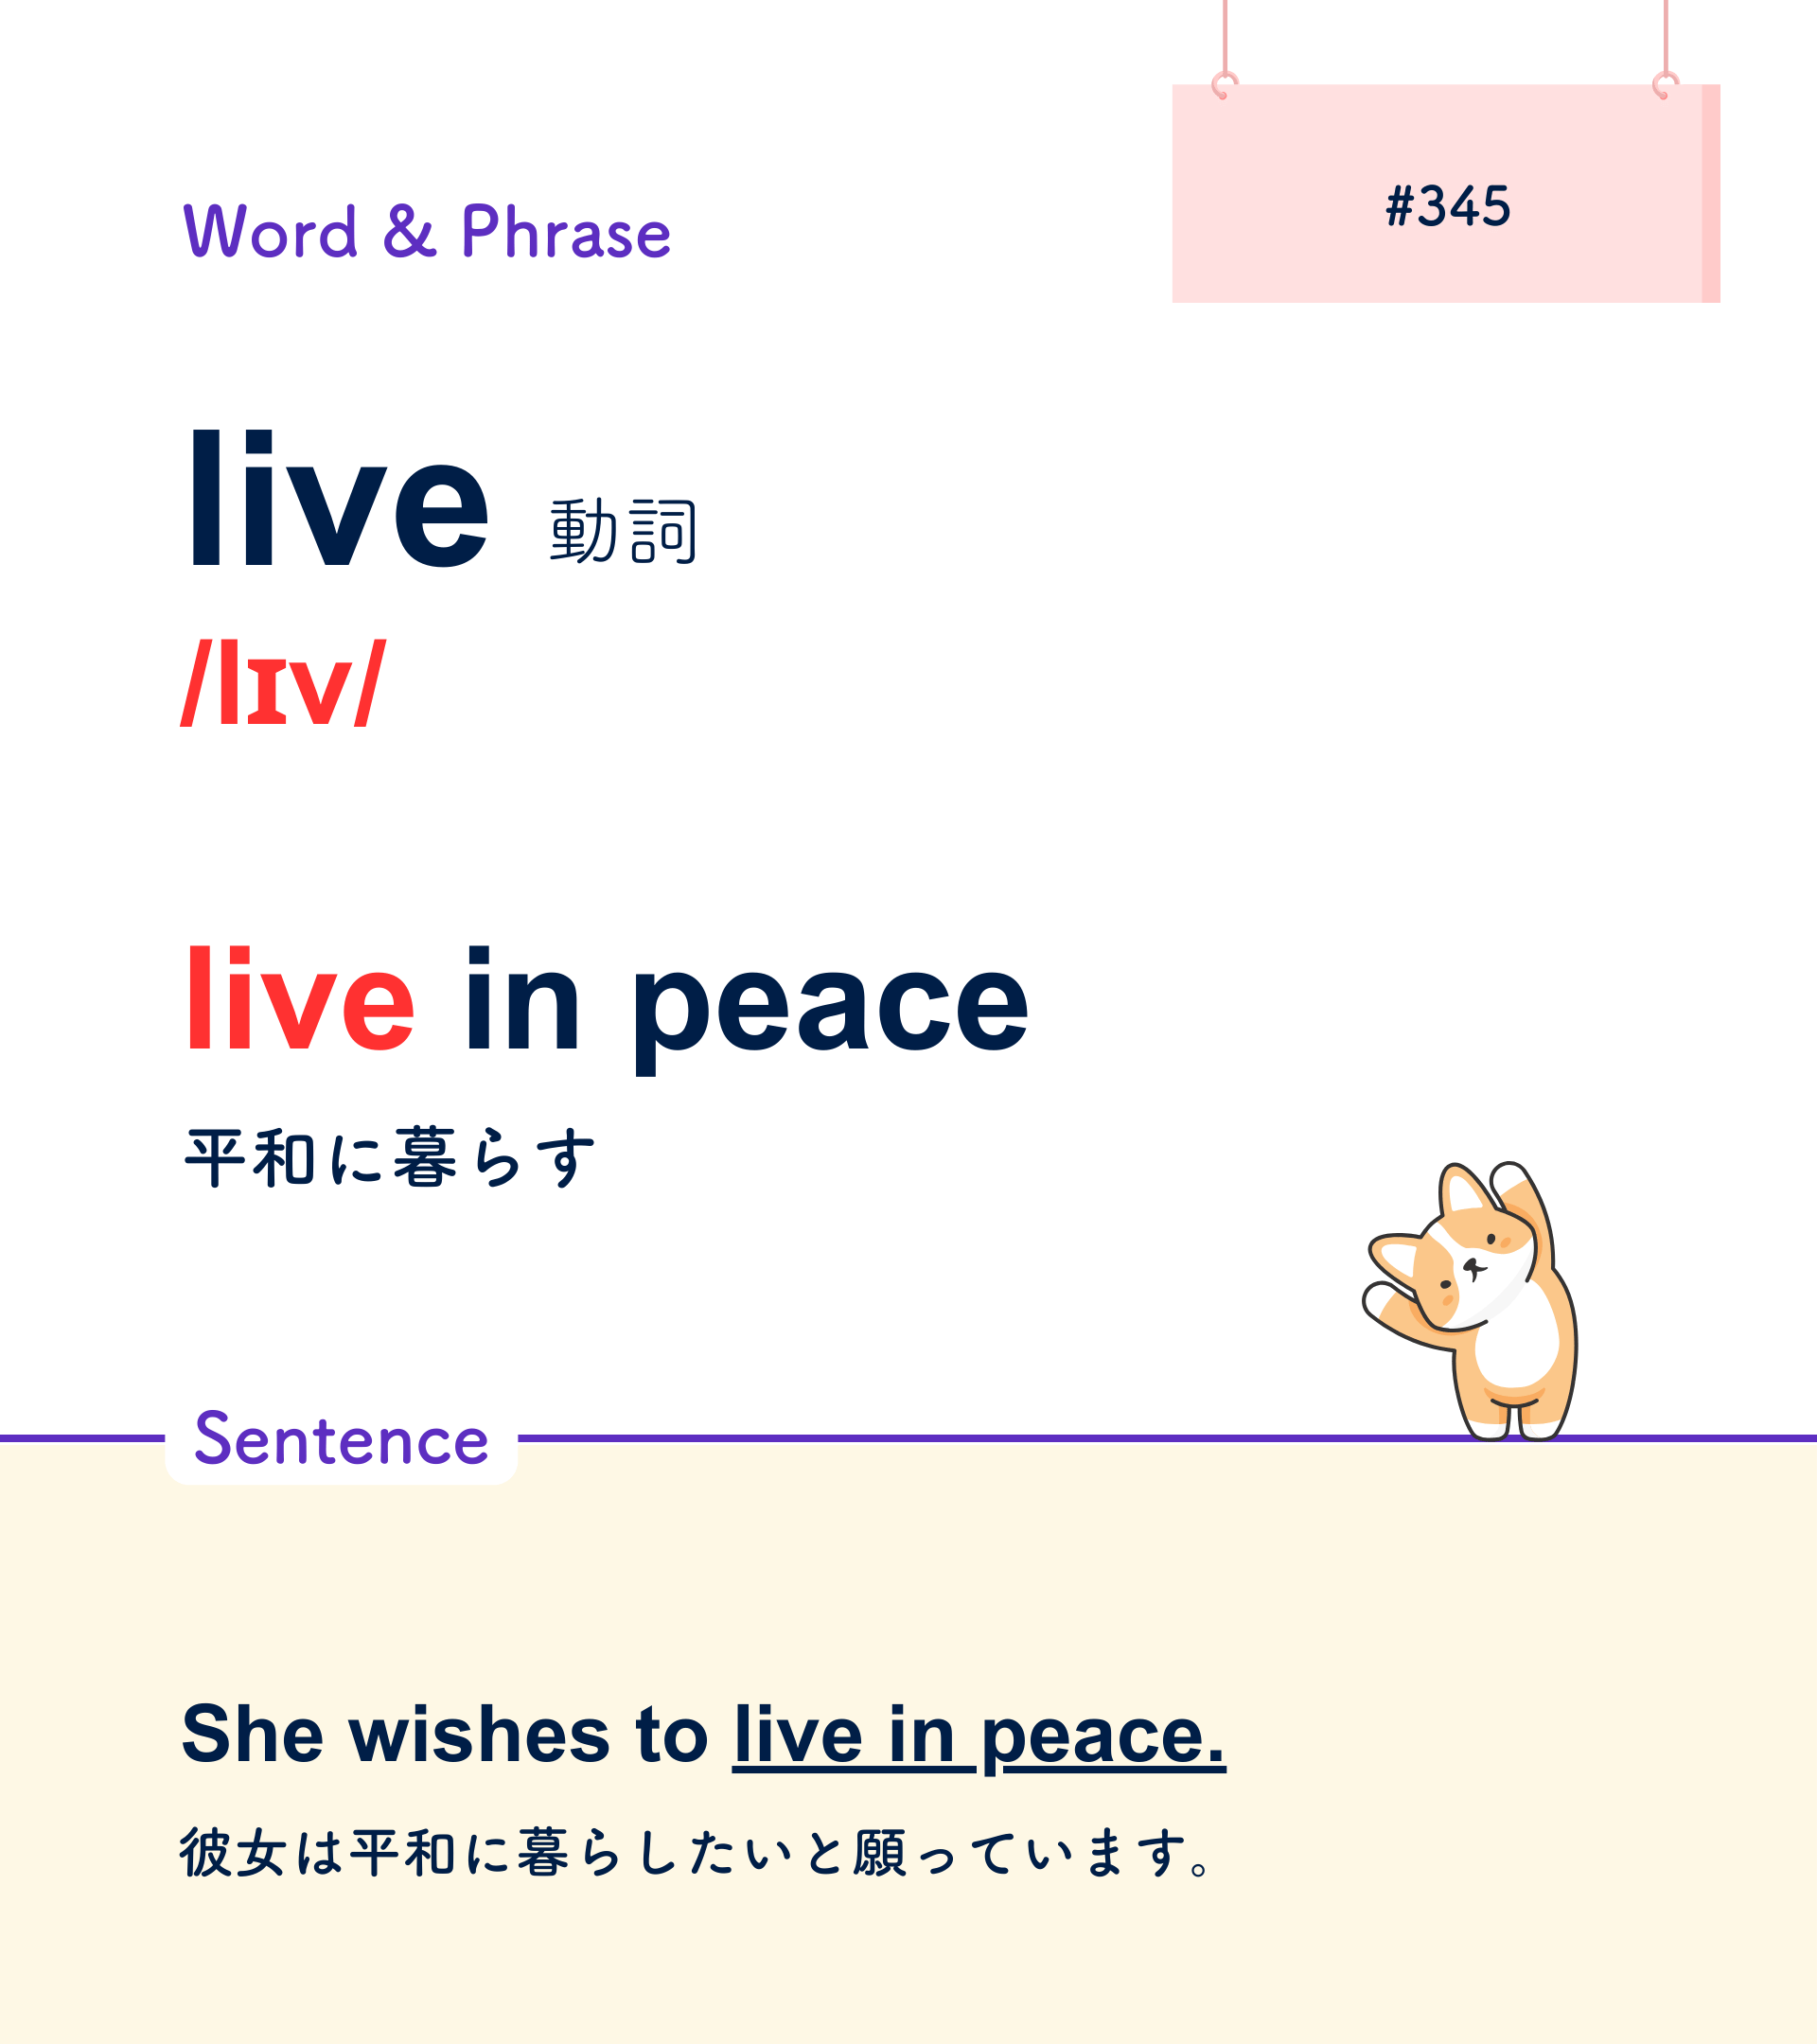 Word & Phrase
#345
live 動詞
/lɪv/
live in peace
平和に暮らす
Sentence
She wishes to live in peace.
彼女は平和に暮らしたいと願っています。